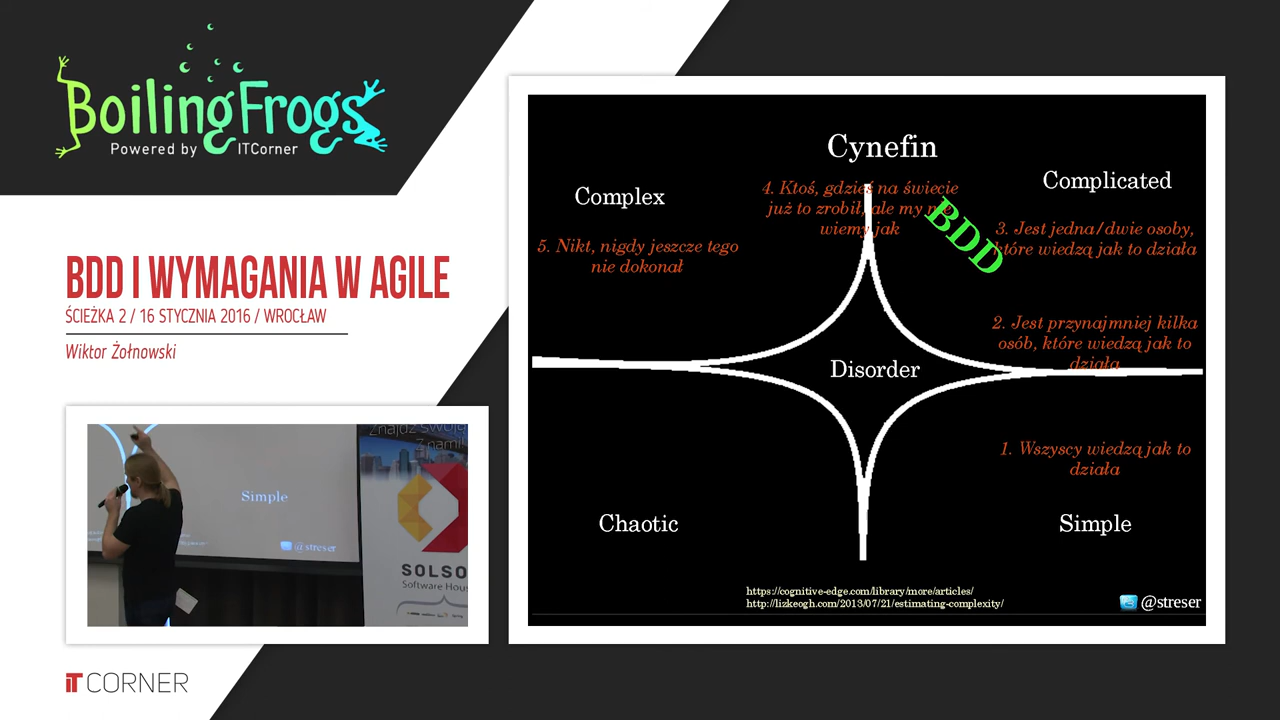 BoilingFrogs
Powered by ITCorner
BDD I WYMAGANIA W AGILE
ŚCIEŻKA 2 / 16 STYCZNIA 2016 / WROCŁAW
Wiktor Żołnowski
Znajdź swoją
Znami!
Simple
@streser
SOLSO
Software Hous
iT CORNER
Cynefin
Complex
4. Ktoś, gdzieś na świecie
już to zrobił, ale my nie
wiemy jak
Complicated
BDD
5. Nikt, nigdy jeszcze tego
nie dokonał
3. Jest jedna/dwie osoby,
które wiedzą jak to działa
2. Jest przynajmniej kilka
osób, które wiedzą jak to
działa
Disorder
1. Wszyscy wiedzą jak to
działa
Chaotic
Simple
https://cognitive-edge.com/library/more/articles/
http://lizkeogh.com/2013/07/21/estimating-complexity/
@streser